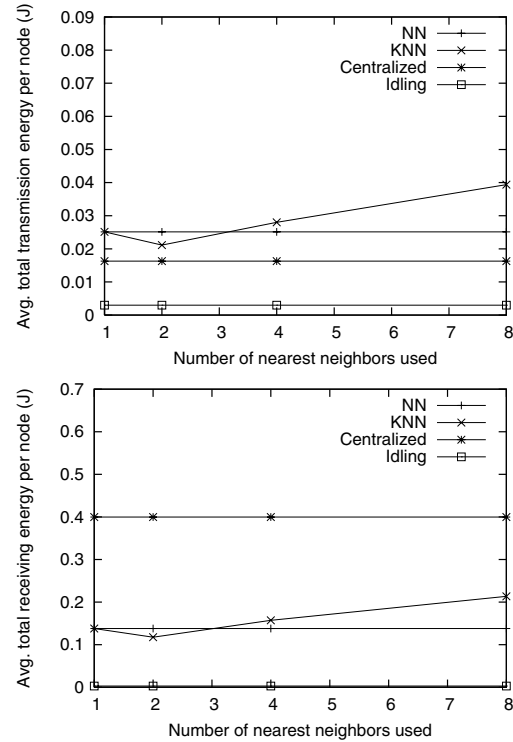 Avg. total transmission energy per node (J)
0.09
0.08
0.07
0.06
0.05
0.04
0.03
0.02
0.01
0
NN
KNN
Centralized
Idling
1 2 3 4 5 6 7 8
Number of nearest neighbors used
Avg. total receiving energy per node (J)
0.7
0.6
0.5
0.4
0.3
0.2
0.1
0
NN
KNN
Centralized
Idling
1 2 3 4 5 6 7 8
Number of nearest neighbors used